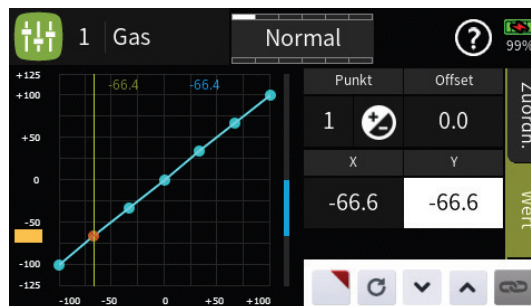 1 Gas Normal ? 99%
+125
+100
+50
0
-50
-100
-125
-66.4 -66.4
-100 -50 0 +50 +100
Punkt Offset
1 0.0
X Y
-66.6 -66.6
Zuordn.
Wert